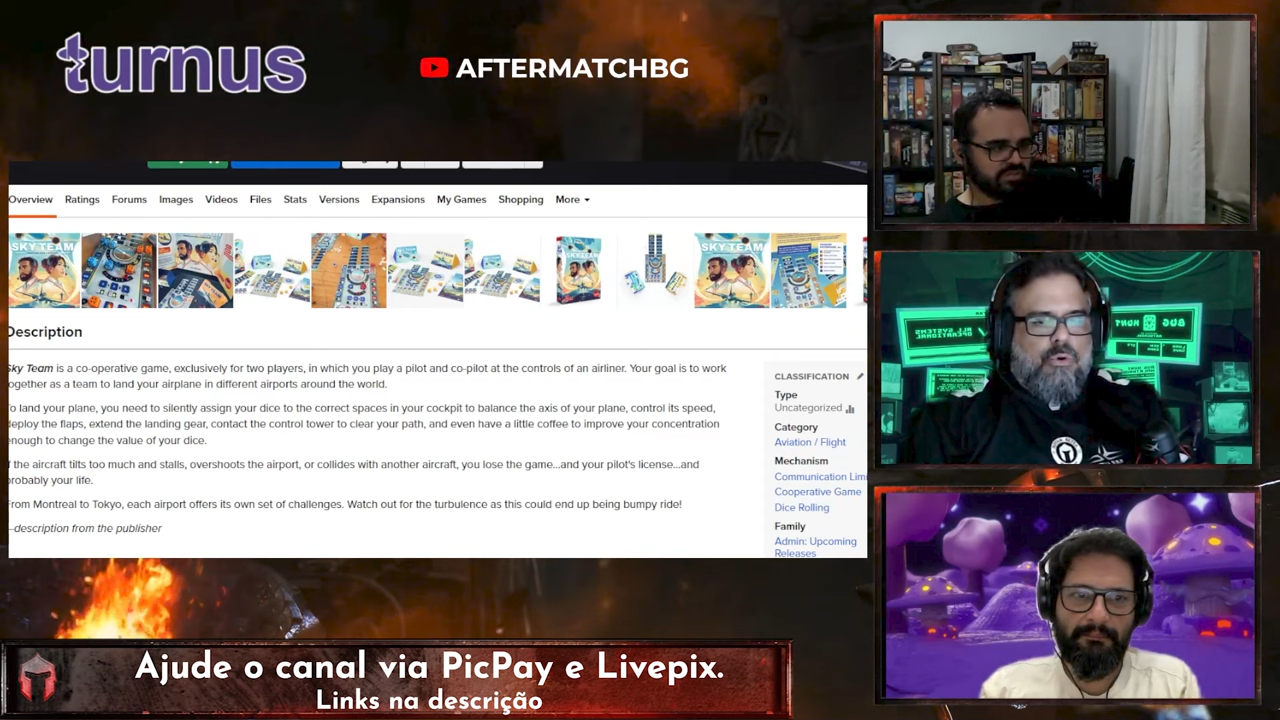 turnus
AFTERMATCHBG
Overview Ratings Forums Images Videos Files Stats Versions Expansions My Games Shopping More
SKY TEAM
SKY TEAM
Description
Sky Team is a co-operative game, exclusively for two players, in which you play a pilot and co-pilot at the controls of an airliner. Your goal is to work
ogether as a team to land your airplane in different airports around the world.
o land your plane, you need to silently assign your dice to the correct spaces in your cockpit to balance the axis of your plane, control its speed,
deploy the flaps, extend the landing gear, contact the control tower to clear your path, and even have a little coffee to improve your concentration
enough to change the value of your dice.
f the aircraft tilts too much and stalls, overshoots the airport, or collides with another aircraft, you lose the game...and your pilot's license...and
probably your life.
From Montreal to Tokyo, each airport offers its own set of challenges. Watch out for the turbulence as this could end up being bumpy ride!
—description from the publisher
CLASSIFICATION
Type
Uncategorized
Category
Aviation / Flight
Mechanism
Communication Limi
Cooperative Game
Dice Rolling
Family
Admin: Upcoming
Releases
ALL SYSTEMS
OPERATIONAL
BUG HUNT
Ajude o canal via PicPay e Livepix.
Links na descrição